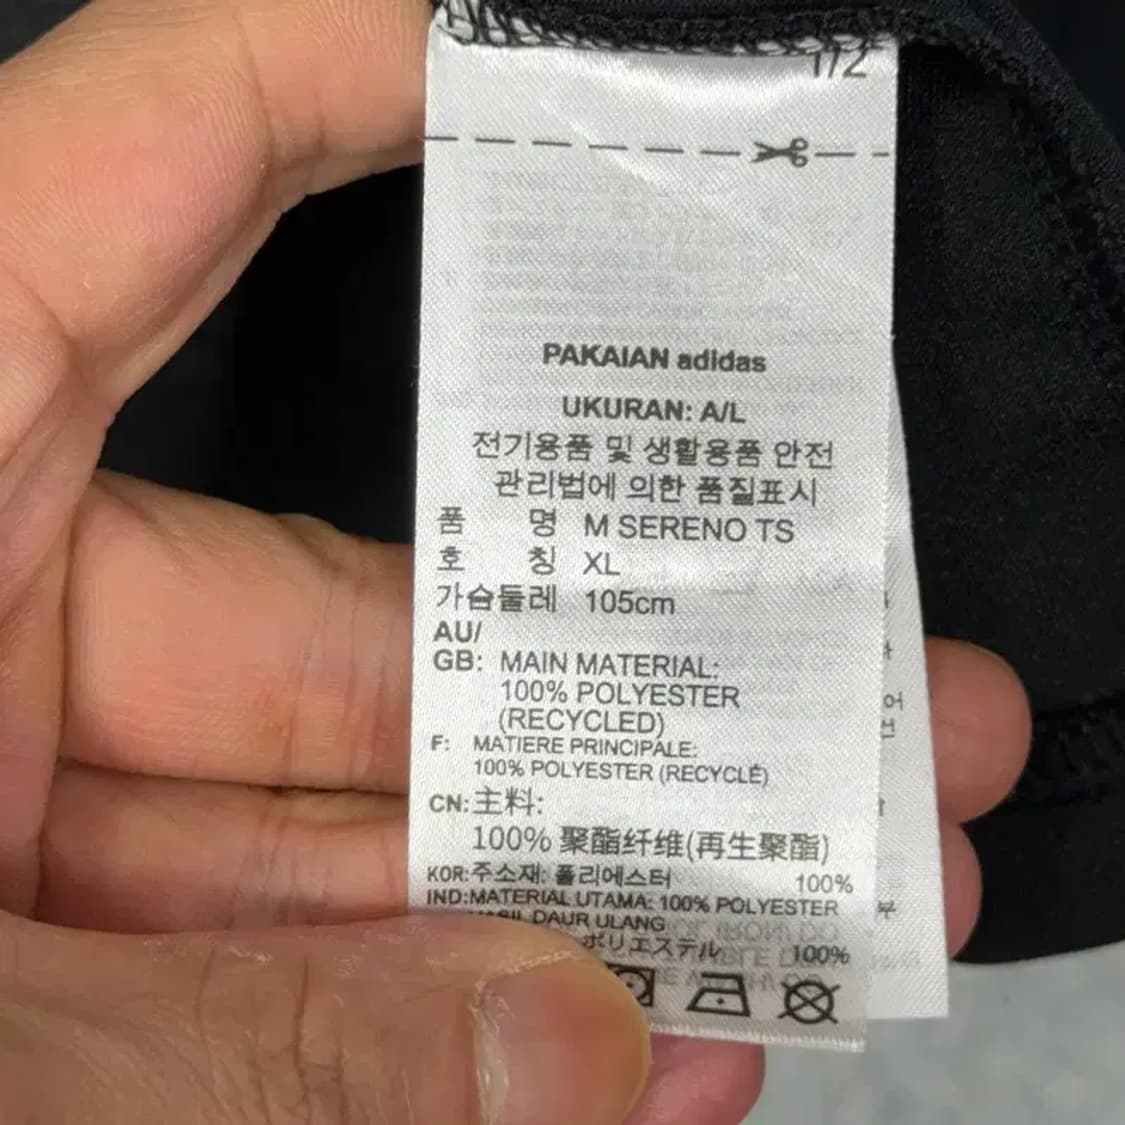 1/2
PAKAIAN adidas
UKURAN: A/L
전기용품 및 생활용품 안전
관리법에 의한 품질표시
품 명 M SERENO TS
호 칭 XL
가슴둘레 105cm
AU/
GB: MAIN MATERIAL:
100% POLYESTER
(RECYCLED)
F: MATIERE PRINCIPALE:
100% POLYESTER (RECYCLÉ)
CN: 主料:
100% 聚酯纤维(再生聚酯)
KOR: 주소재: 폴리에스터 100%
IND: MATERIAL UTAMA: 100% POLYESTER
HASIL DAUR ULANG
ポリエステル 100%